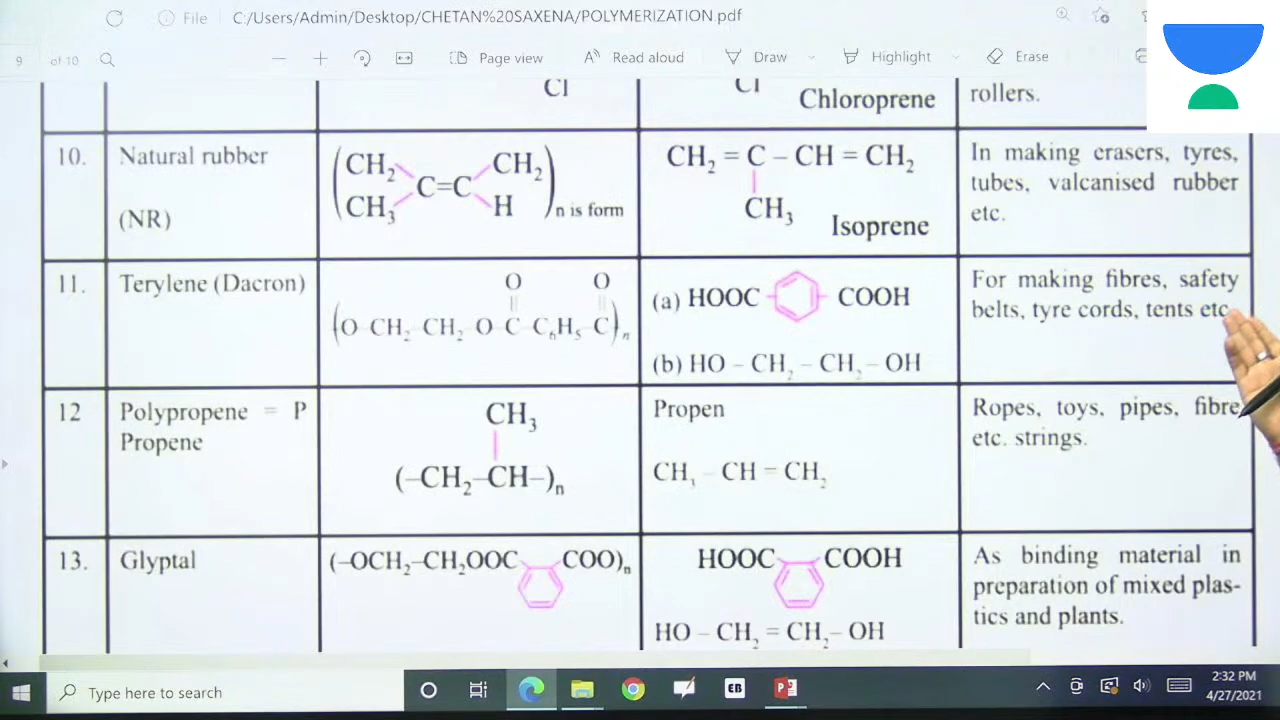 File C:/Users/Admin/Desktop/CHETAN%20SAXENA/POLYMERIZATION.pdf
9 of 10 Page view Read aloud Draw Highlight Erase
Cl
Cl
Chloroprene
rollers.
10.
Natural rubber
(NR)
CH₂ CH₂
C=C
CH₃ H
n is form
CH₂ = C – CH = CH₂
CH₃
Isoprene
In making erasers, tyres,
tubes, valcanised rubber
etc.
11.
Terylene (Dacron)
O O
(O CH₂ CH₂ O C C₆H₅ C)ₙ
(a) HOOC COOH
(b) HO – CH₂ – CH₂ – OH
For making fibres, safety
belts, tyre cords, tents etc.
12
Polypropene = P
Propene
CH₃
(–CH₂–CH–)ₙ
Propen
CH₃ – CH = CH₂
Ropes, toys, pipes, fibre
etc. strings.
13.
Glyptal
(–OCH₂–CH₂OOC COO)ₙ
HOOC COOH
HO – CH₂ = CH₂ – OH
As binding material in
preparation of mixed plas-
tics and plants.
Type here to search
EB
2:32 PM
4/27/2021